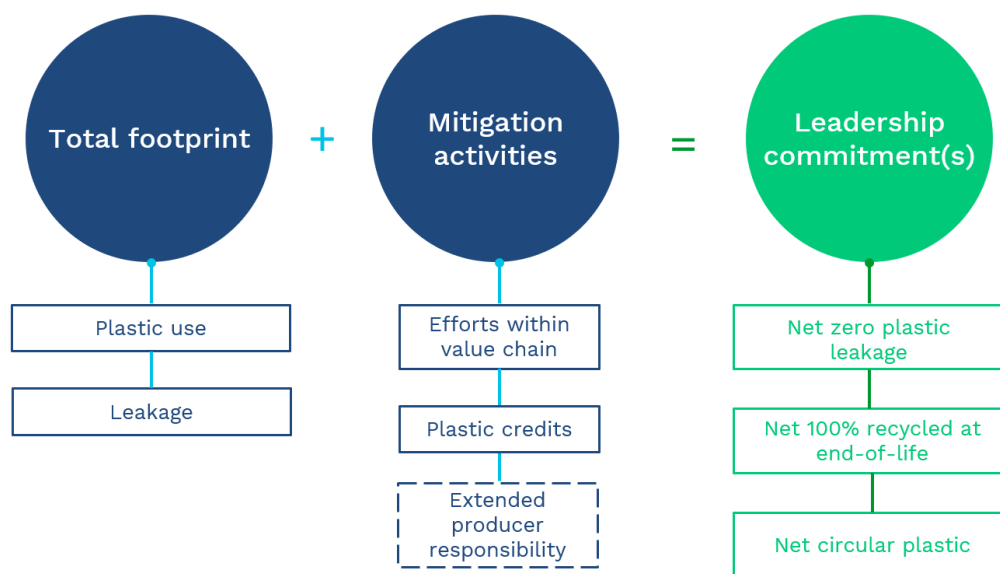 Total footprint
+
Mitigation
activities
=
Leadership
commitment(s)
Plastic use
Leakage
Efforts within
value chain
Plastic credits
Extended
producer
responsibility
Net zero plastic
leakage
Net 100% recycled at
end-of-life
Net circular plastic